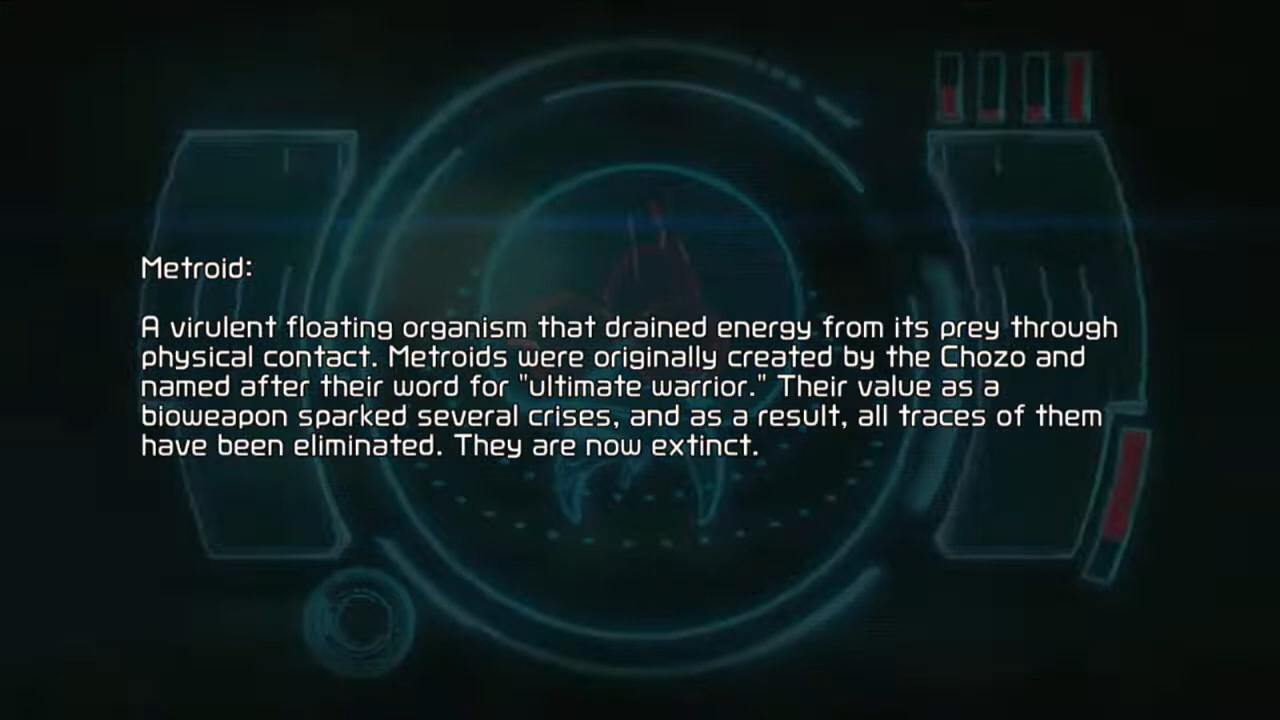 Metroid:
A virulent floating organism that drained energy from its prey through
physical contact. Metroids were originally created by the Chozo and
named after their word for "ultimate warrior." Their value as a
bioweapon sparked several crises, and as a result, all traces of them
have been eliminated. They are now extinct.